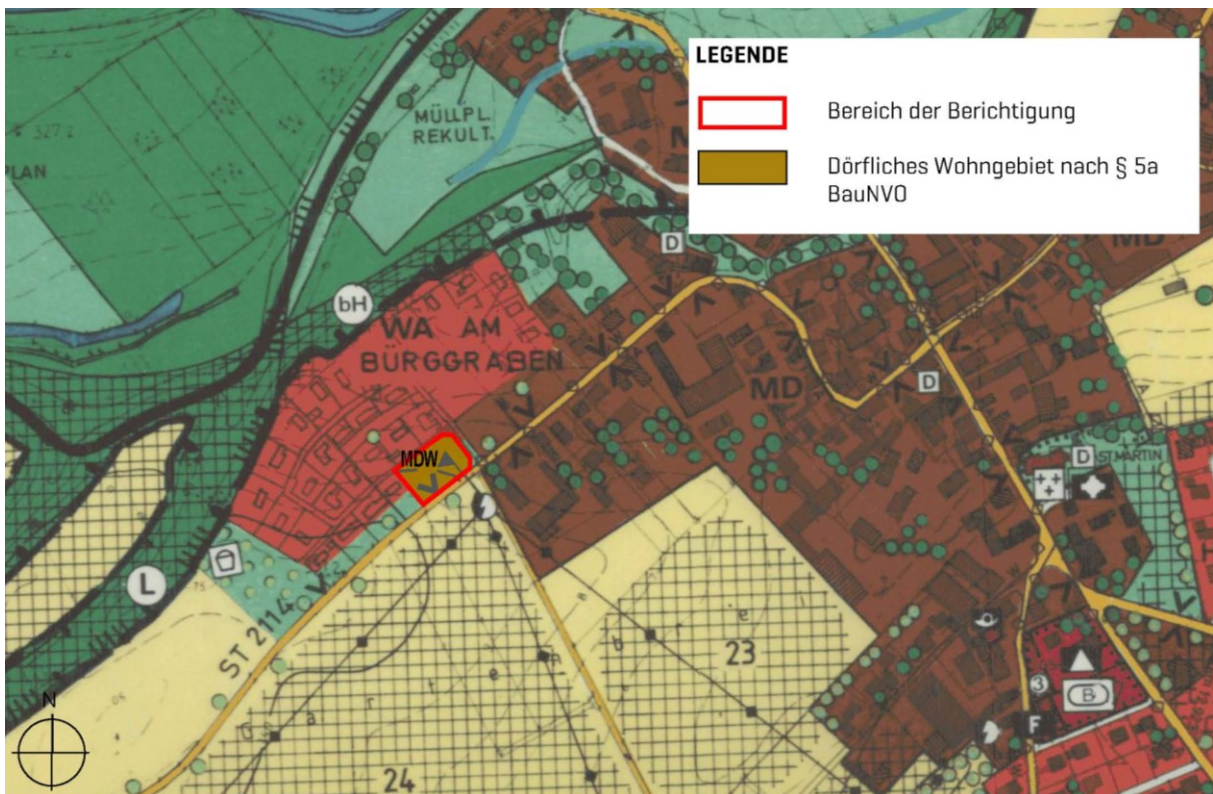 LEGENDE
Bereich der Berichtigung
Dörfliches Wohngebiet nach § 5a
BauNVO
MÜLLPL.
REKULT.
327,2
PLAN
D
MD
bH
WA AM
BÜRGGRABEN
MD
D
MDW
D
ST.MARTIN
L
ST 2114
23
G a r t e
b r e i
24
3
B
F
N